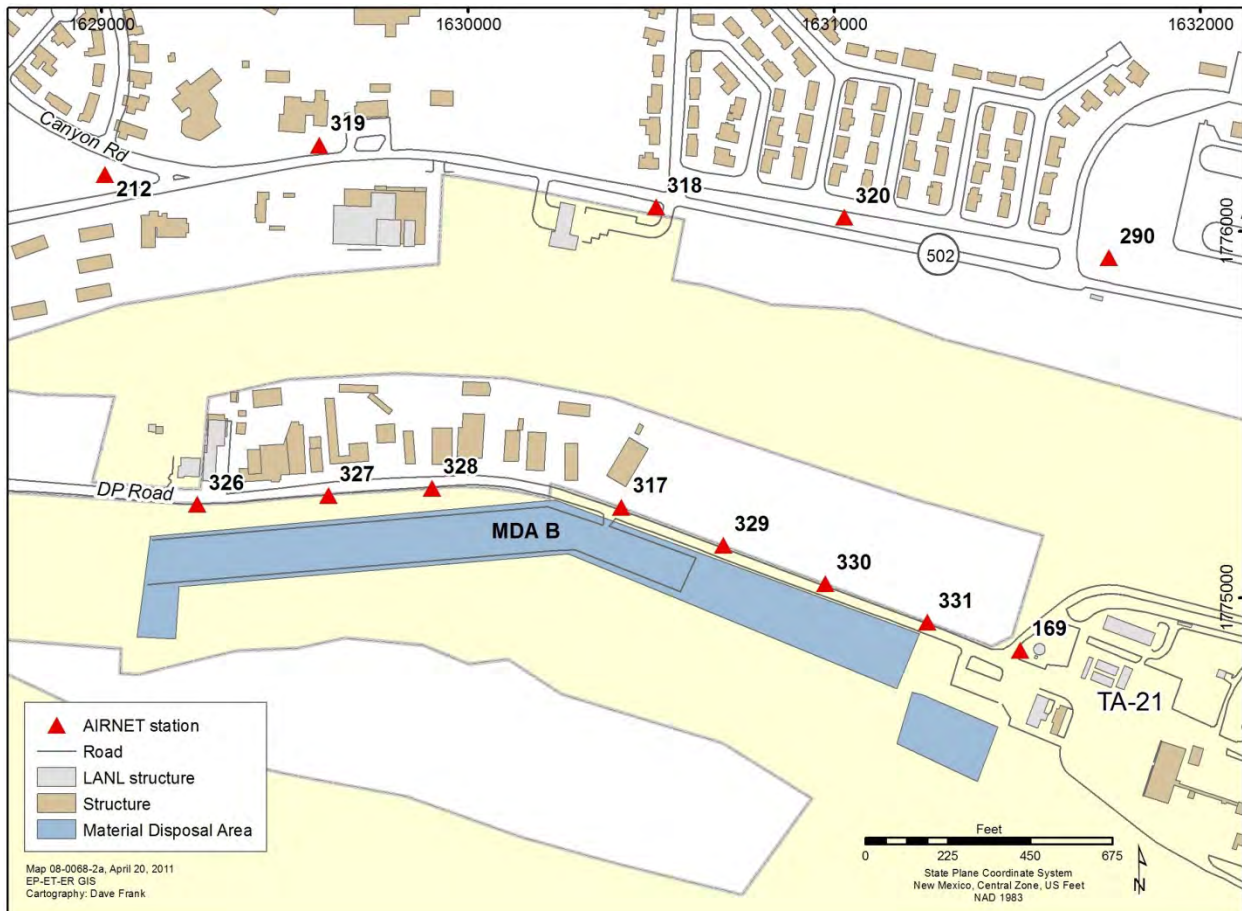 1629000
1630000
1631000
1632000
Canyon Rd
319
212
318
320
290
502
1776000
DP Road
326
327
328
317
329
330
331
169
MDA B
1775000
TA-21
AIRNET station
Road
LANL structure
Structure
Material Disposal Area
Map 08-0068-2a, April 20, 2011
EP-ET-ER GIS
Cartography: Dave Frank
Feet
0 225 450 675
State Plane Coordinate System
New Mexico, Central Zone, US Feet
NAD 1983
N